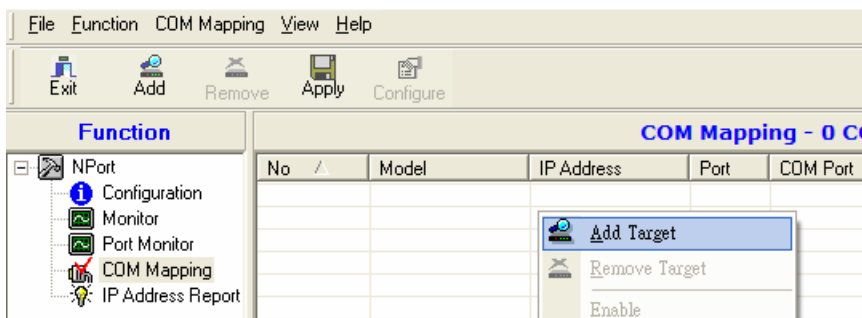 File Function COM Mapping View Help
Exit Add Remove Apply Configure
Function
COM Mapping - 0
No Model IP Address Port COM Port
NPort
Configuration
Monitor
Port Monitor
COM Mapping
IP Address Report
Add Target
Remove Target
Enable